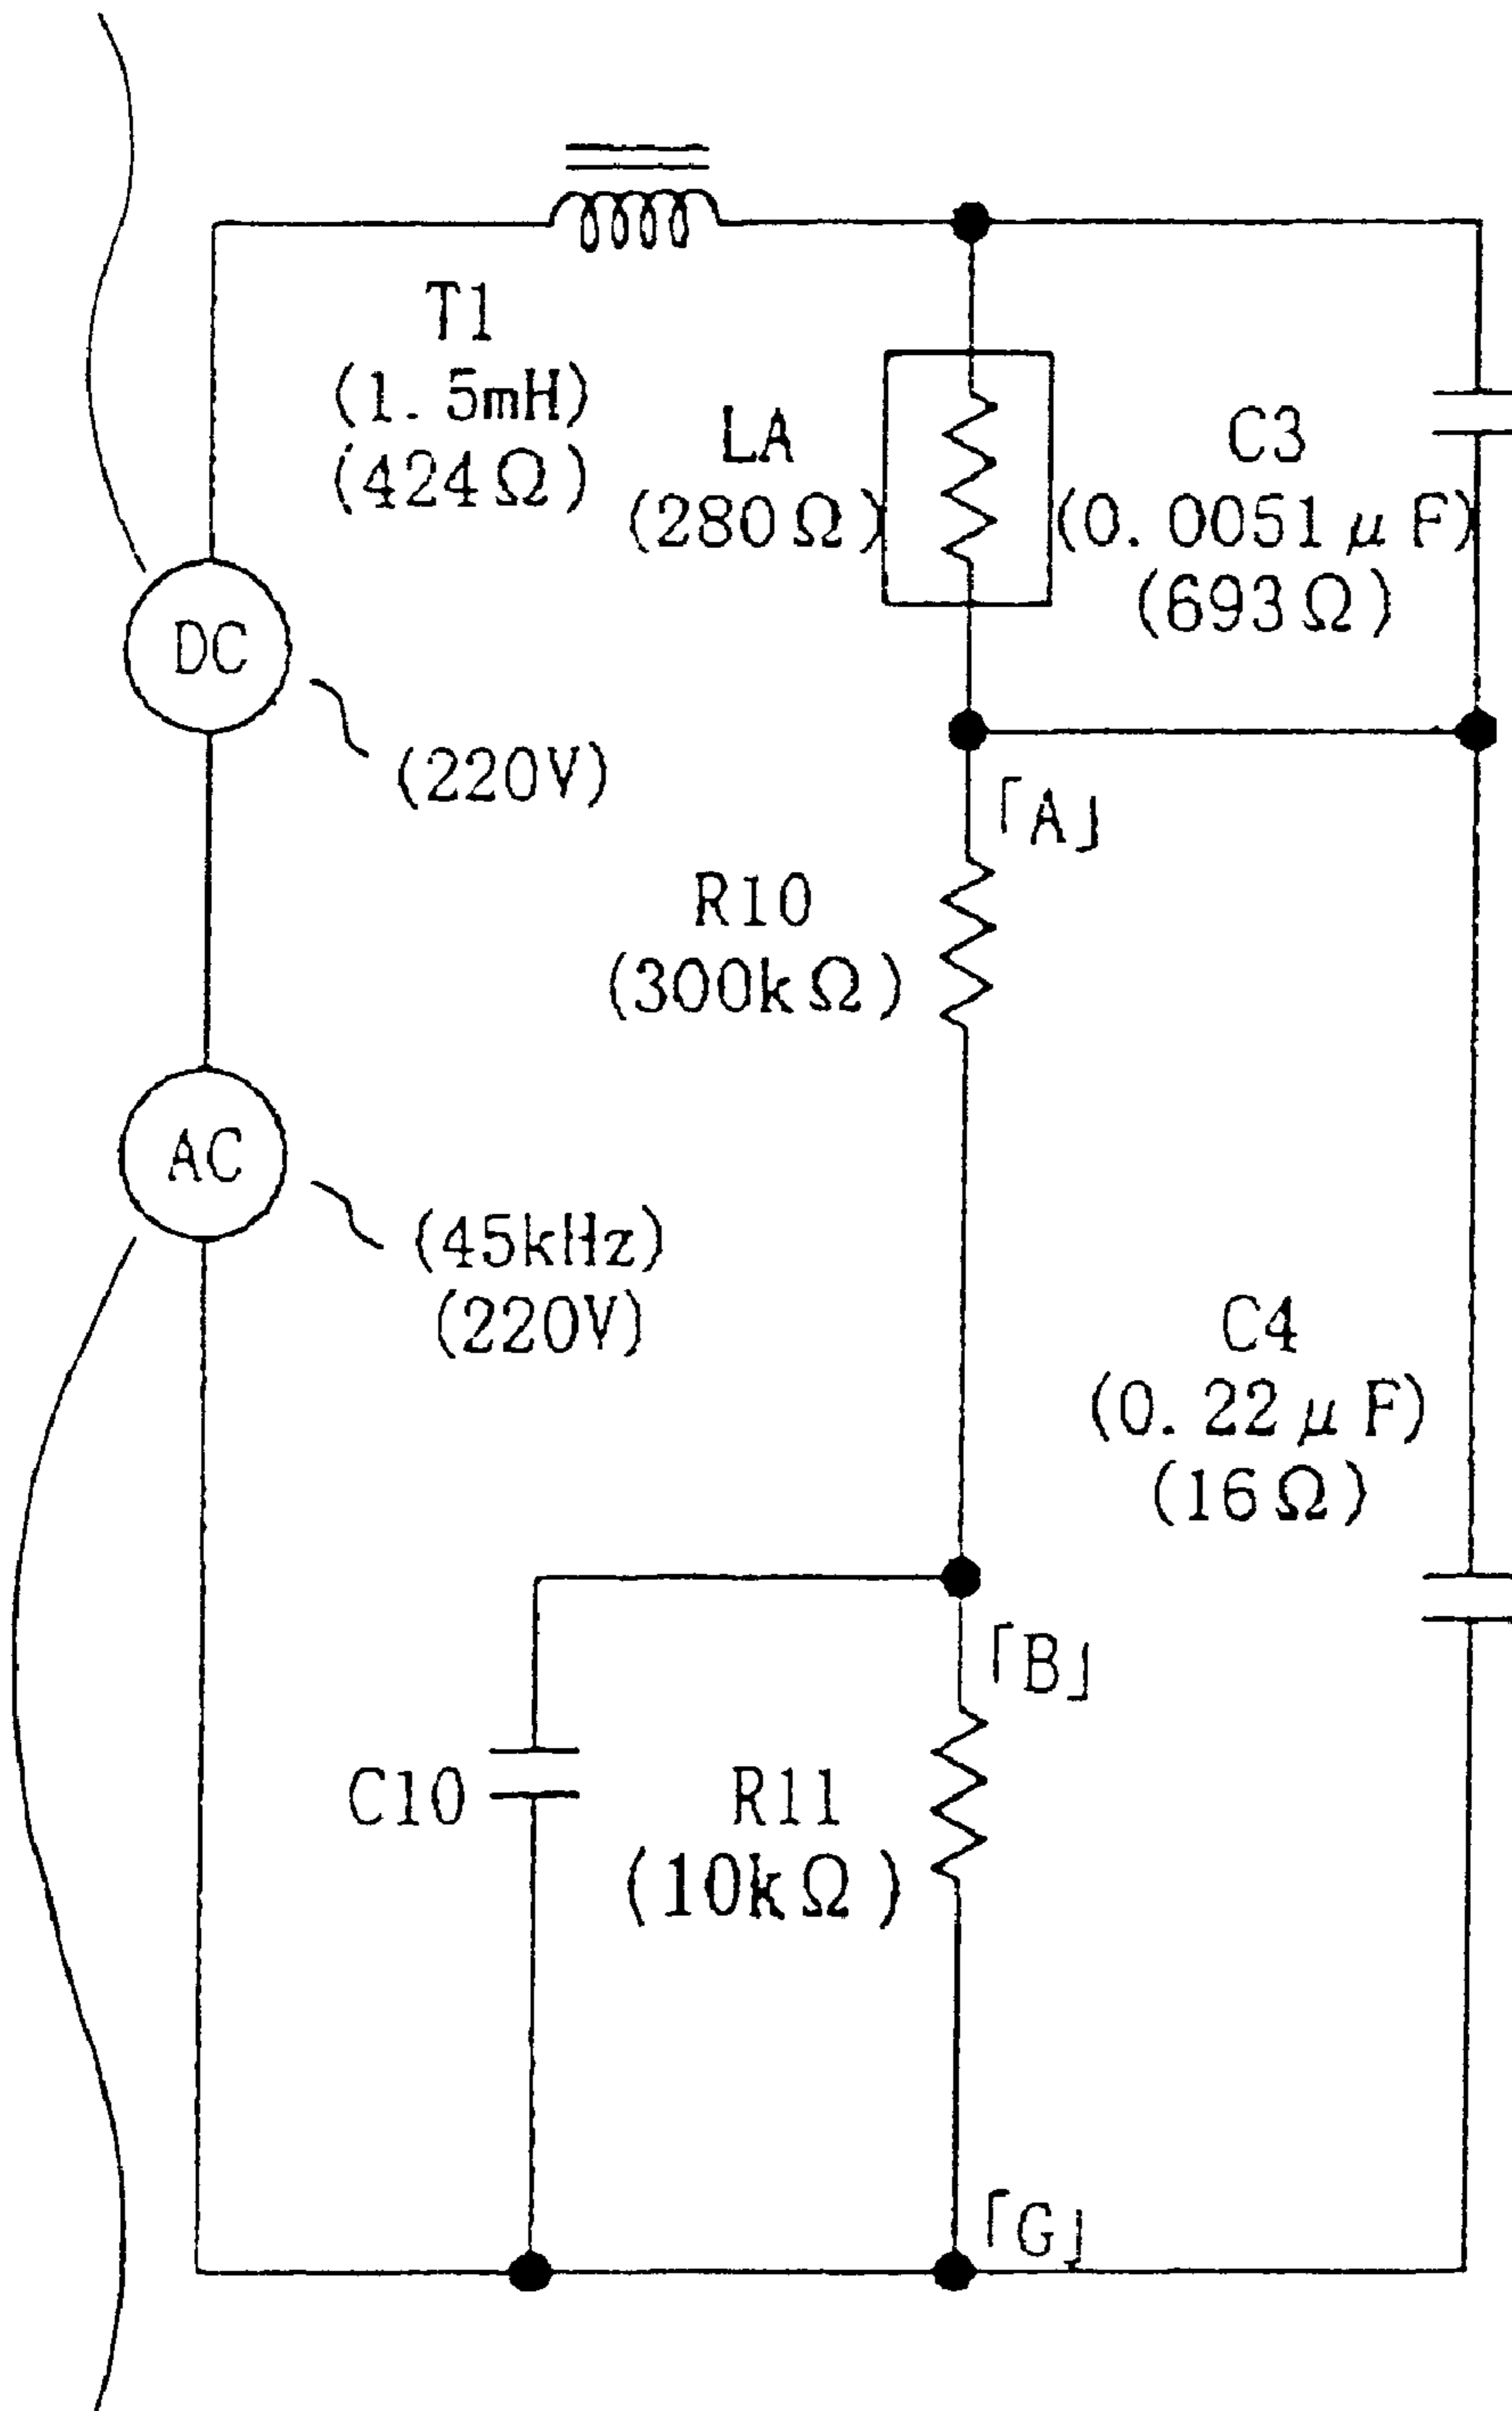 T1
(1.5mH)
(424Ω)
LA
(280Ω)
C3
(0.0051μF)
(693Ω)
DC
(220V)
「A」
R10
(300kΩ)
AC
(45kHz)
(220V)
C4
(0.22μF)
(16Ω)
「B」
C10
R11
(10kΩ)
「G」